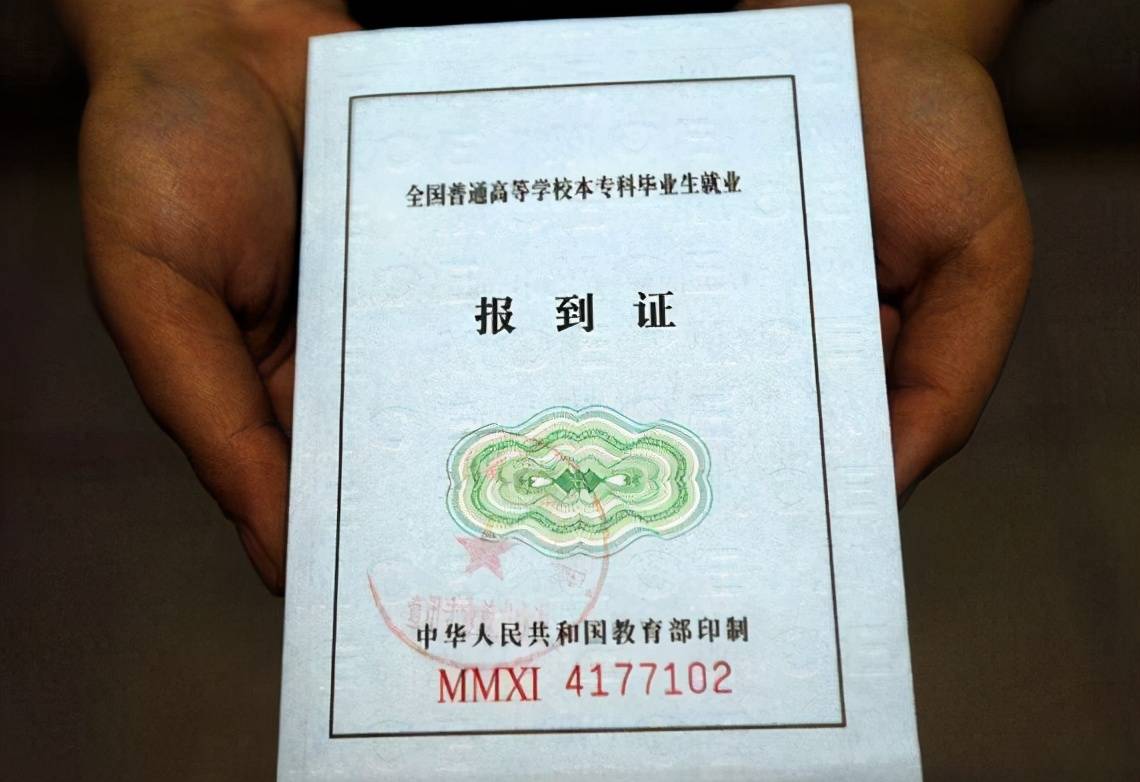 全国普通高等学校本专科毕业生就业
报到证
中华人民共和国教育部印制
MMXI 4177102